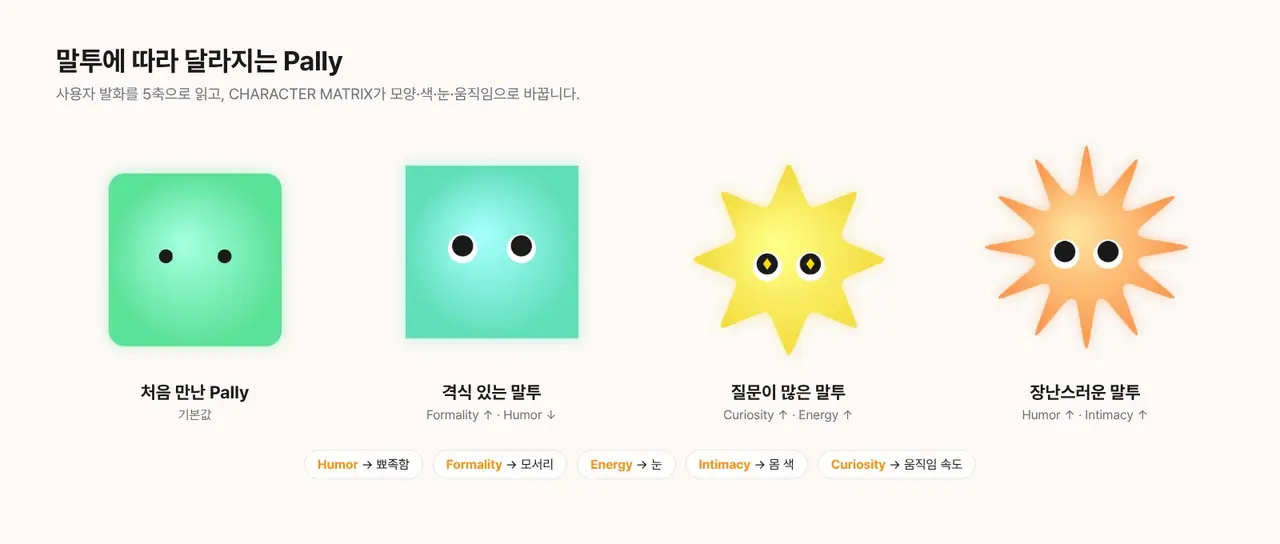 말투에 따라 달라지는 Pally
사용자 발화를 5축으로 읽고, CHARACTER MATRIX가 모양·색·눈·움직임으로 바꿉니다.
처음 만난 Pally
기본값
격식 있는 말투
Formality ↑ · Humor ↓
질문이 많은 말투
Curiosity ↑ · Energy ↑
장난스러운 말투
Humor ↑ · Intimacy ↑
Humor → 뾰족함
Formality → 모서리
Energy → 눈
Intimacy → 몸 색
Curiosity → 움직임 속도